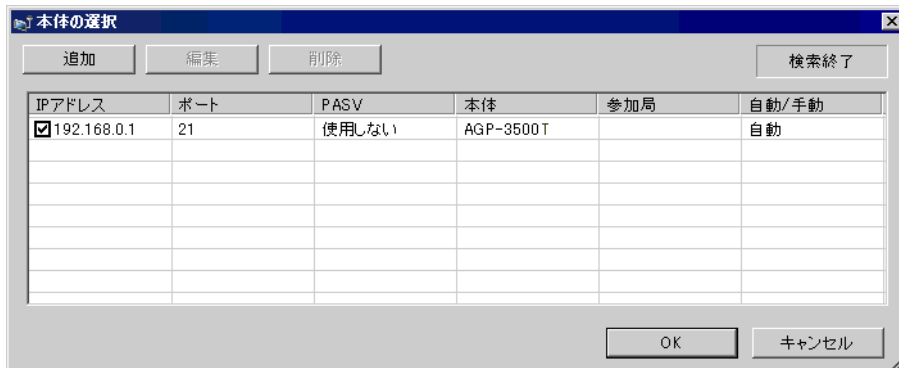 本体の選択
追加 編集 削除 検索終了
IPアドレス ポート PASV 本体 参加局 自動/手動
192.168.0.1 21 使用しない AGP-3500T 自動
OK キャンセル